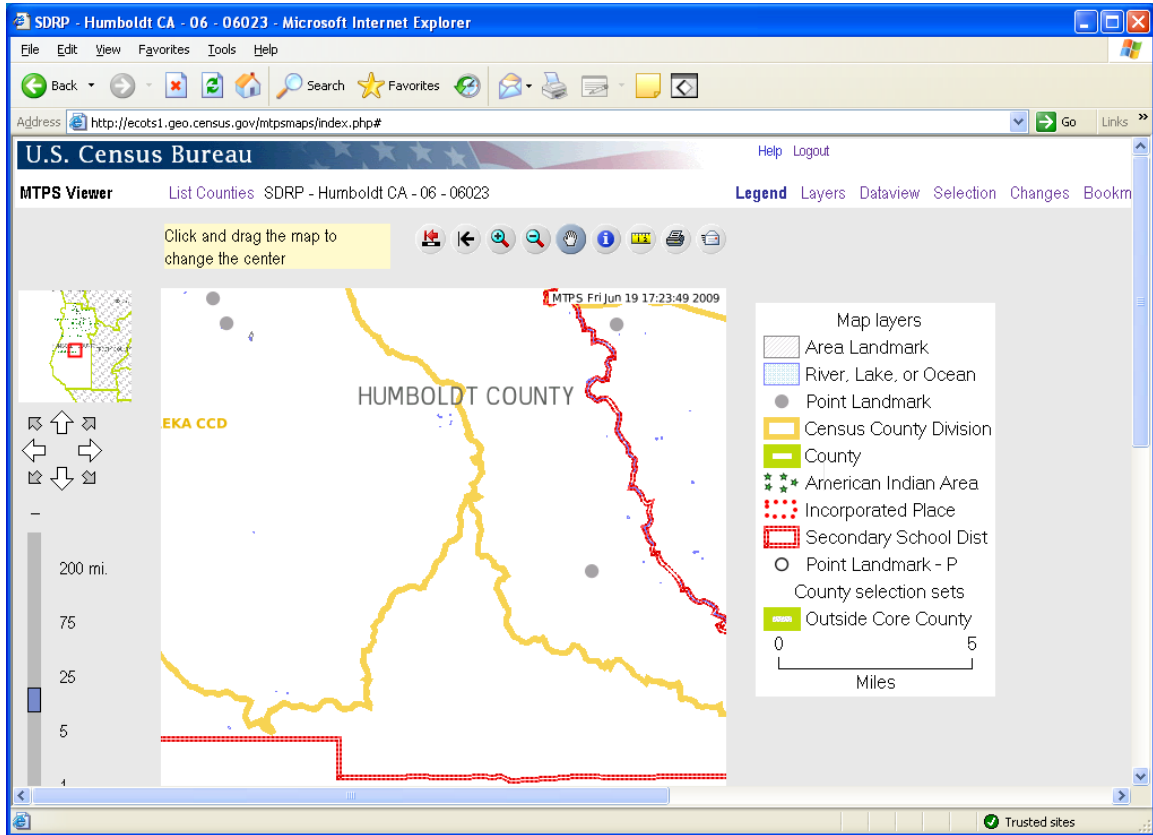 SDRP - Humboldt CA - 06 - 06023 - Microsoft Internet Explorer
File Edit View Favorites Tools Help
Back Search Favorites
Address http://ecots1.geo.census.gov/mtpsmaps/index.php# Go Links »
U.S. Census Bureau Help Logout
MTPS Viewer List Counties SDRP - Humboldt CA - 06 - 06023 Legend Layers Dataview Selection Changes Bookm
Click and drag the map to
change the center
MTPS Fri Jun 19 17:23:49 2009
HUMBOLDT COUNTY
EKA CCD
200 mi.
75
25
5
1
Map layers
Area Landmark
River, Lake, or Ocean
Point Landmark
Census County Division
County
American Indian Area
Incorporated Place
Secondary School Dist
Point Landmark - P
County selection sets
Outside Core County
0 5
Miles
Trusted sites